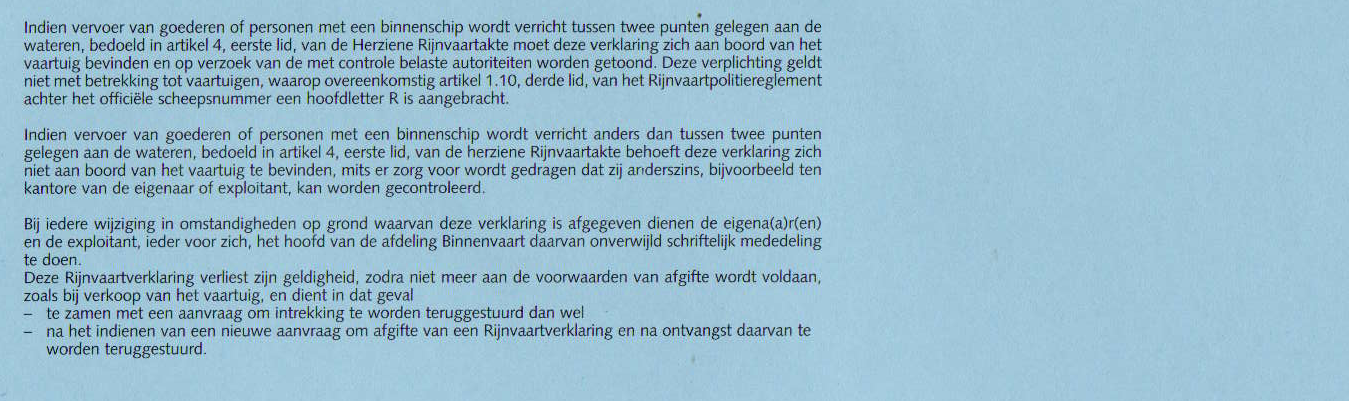 Indien vervoer van goederen of personen met een binnenschip wordt verricht tussen twee punten gelegen aan de
wateren, bedoeld in artikel 4, eerste lid, van de Herziene Rijnvaartakte moet deze verklaring zich aan boord van het
vaartuig bevinden en op verzoek van de met controle belaste autoriteiten worden getoond. Deze verplichting geldt
niet met betrekking tot vaartuigen, waarop overeenkomstig artikel 1.10, derde lid, van het Rijnvaartpolitiereglement
achter het officiële scheepsnummer een hoofdletter R is aangebracht.
Indien vervoer van goederen of personen met een binnenschip wordt verricht anders dan tussen twee punten
gelegen aan de wateren, bedoeld in artikel 4, eerste lid, van de herziene Rijnvaartakte behoeft deze verklaring zich
niet aan boord van het vaartuig te bevinden, mits er zorg voor wordt gedragen dat zij anderszins, bijvoorbeeld ten
kantore van de eigenaar of exploitant, kan worden gecontroleerd.
Bij iedere wijziging in omstandigheden op grond waarvan deze verklaring is afgegeven dienen de eigena(a)r(en)
en de exploitant, ieder voor zich, het hoofd van de afdeling Binnenvaart daarvan onverwijld schriftelijk mededeling
te doen.
Deze Rijnvaartverklaring verliest zijn geldigheid, zodra niet meer aan de voorwaarden van afgifte wordt voldaan,
zoals bij verkoop van het vaartuig, en dient in dat geval
– te zamen met een aanvraag om intrekking te worden teruggestuurd dan wel
– na het indienen van een nieuwe aanvraag om afgifte van een Rijnvaartverklaring en na ontvangst daarvan te
worden teruggestuurd.